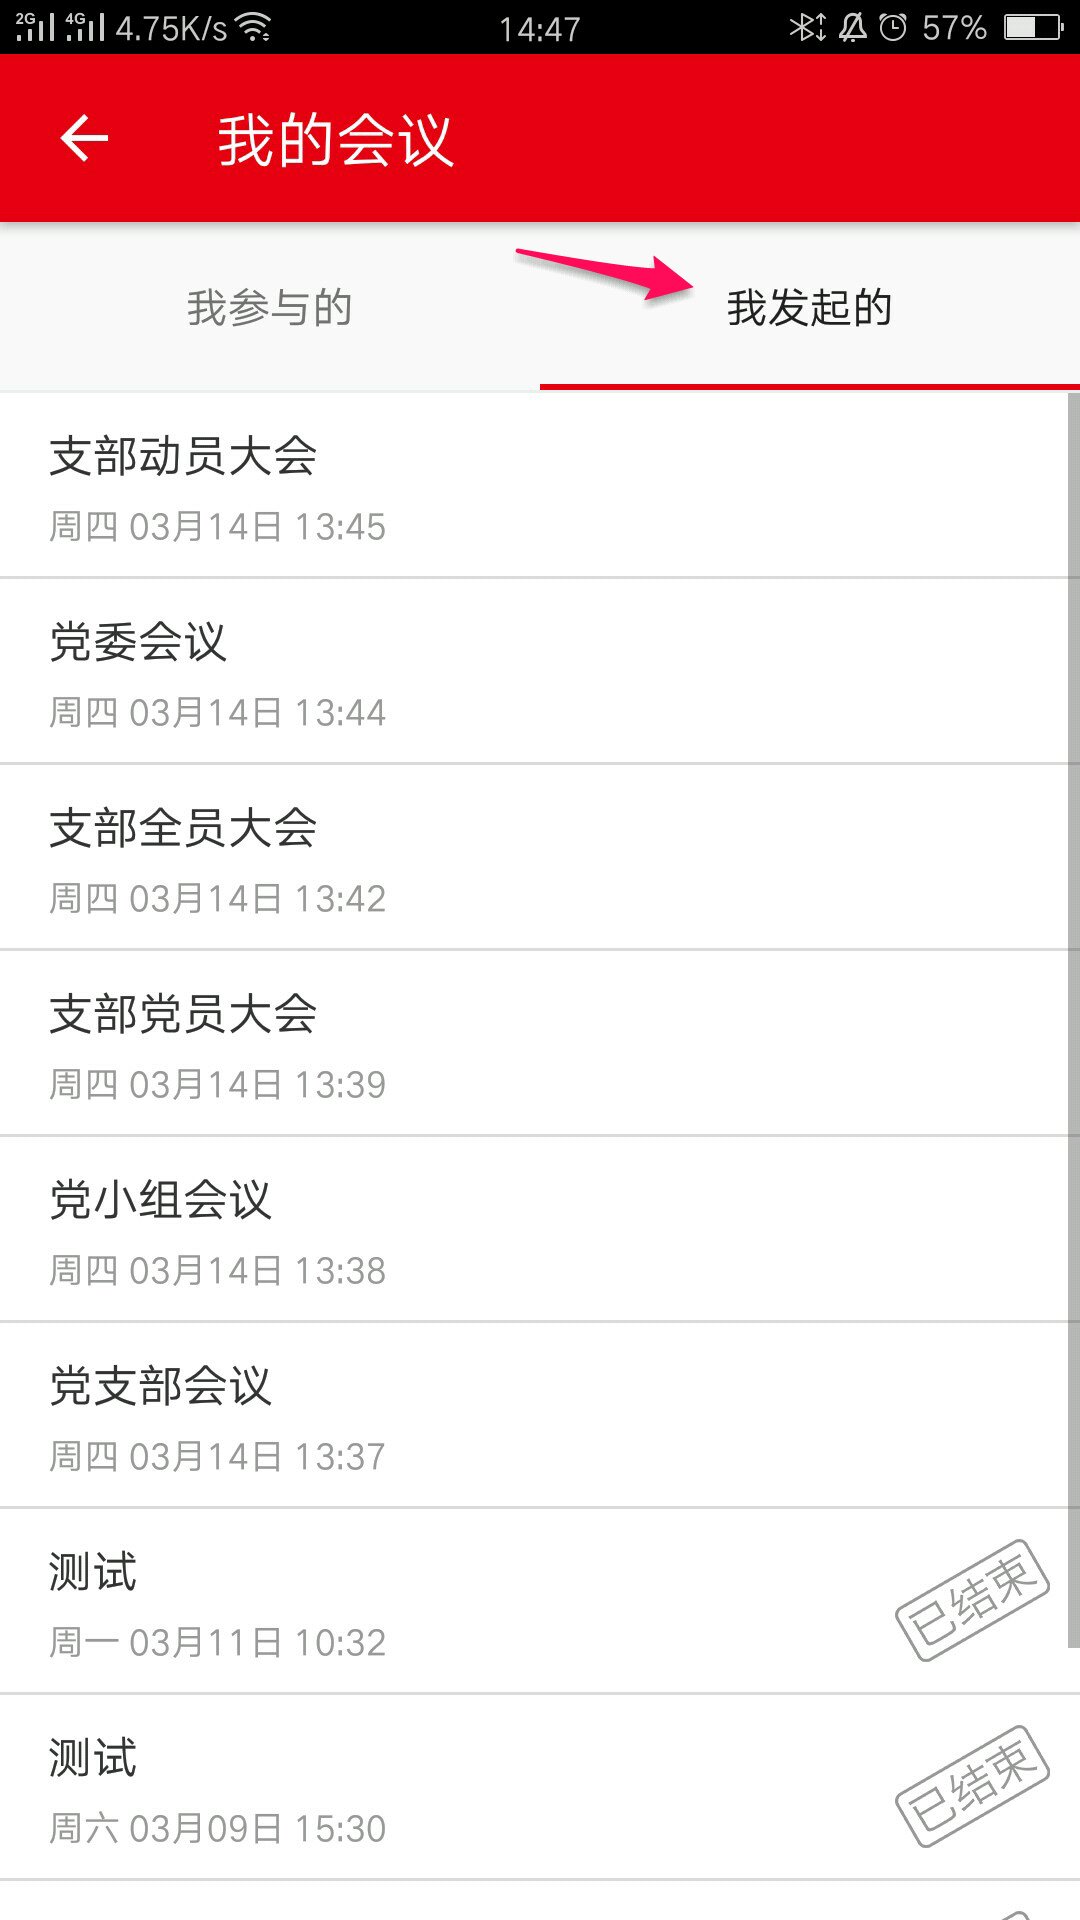 2G 4G 4.75K/s 14:47 57%
我的会议
我参与的 我发起的
支部动员大会
周四 03月14日 13:45
党委会议
周四 03月14日 13:44
支部全员大会
周四 03月14日 13:42
支部党员大会
周四 03月14日 13:39
党小组会议
周四 03月14日 13:38
党支部会议
周四 03月14日 13:37
测试
已结束
周一 03月11日 10:32
测试
已结束
周六 03月09日 15:30